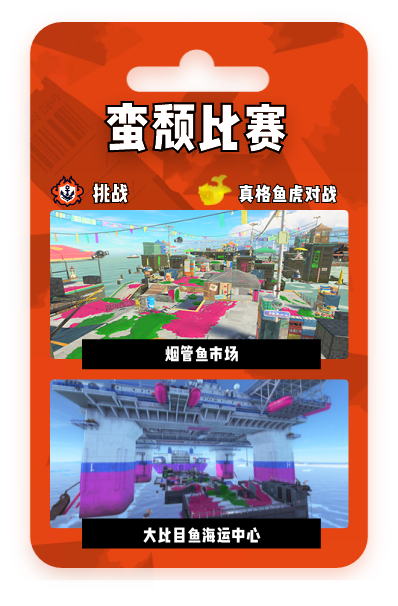 蛮颓比赛
挑战
真格鱼虎对战
烟管鱼市场
大比目鱼海运中心